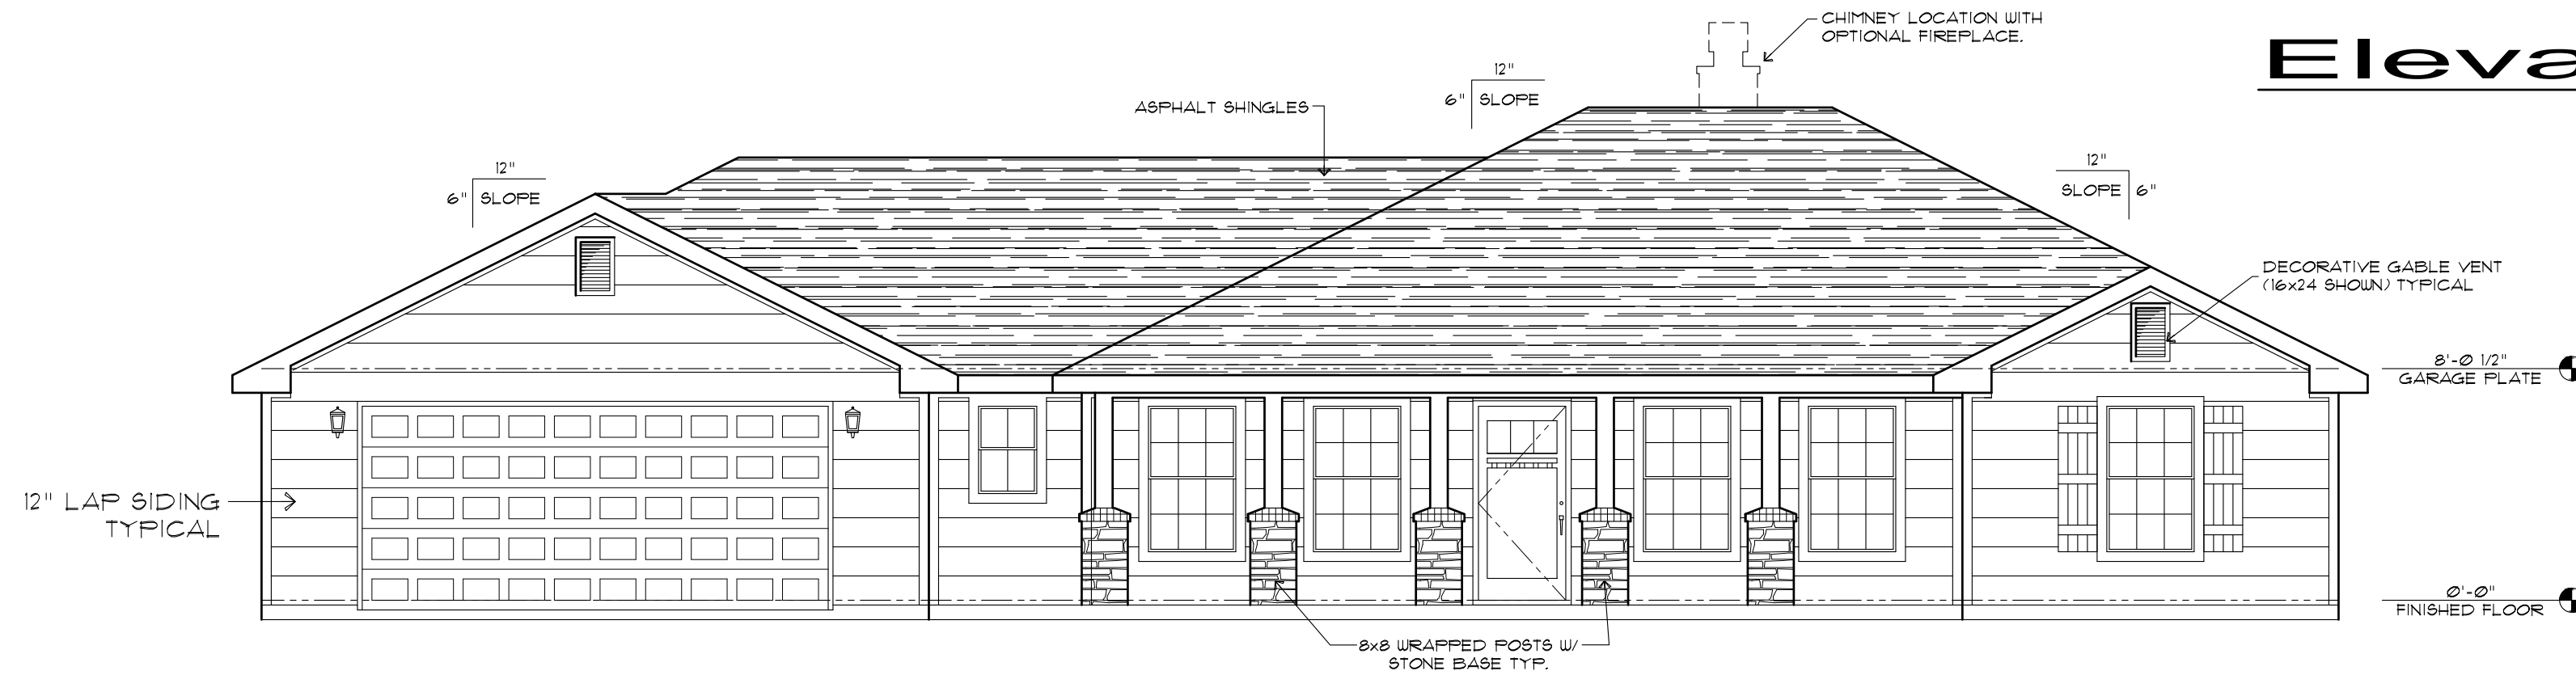 CHIMNEY LOCATION WITH
OPTIONAL FIREPLACE.
Eleva
12"
6" SLOPE
ASPHALT SHINGLES
12"
6" SLOPE
12"
SLOPE 6"
DECORATIVE GABLE VENT
(16x24 SHOWN) TYPICAL
8'-0 1/2"
GARAGE PLATE
12" LAP SIDING
TYPICAL
0'-0"
FINISHED FLOOR
8x8 WRAPPED POSTS W/
STONE BASE TYP.